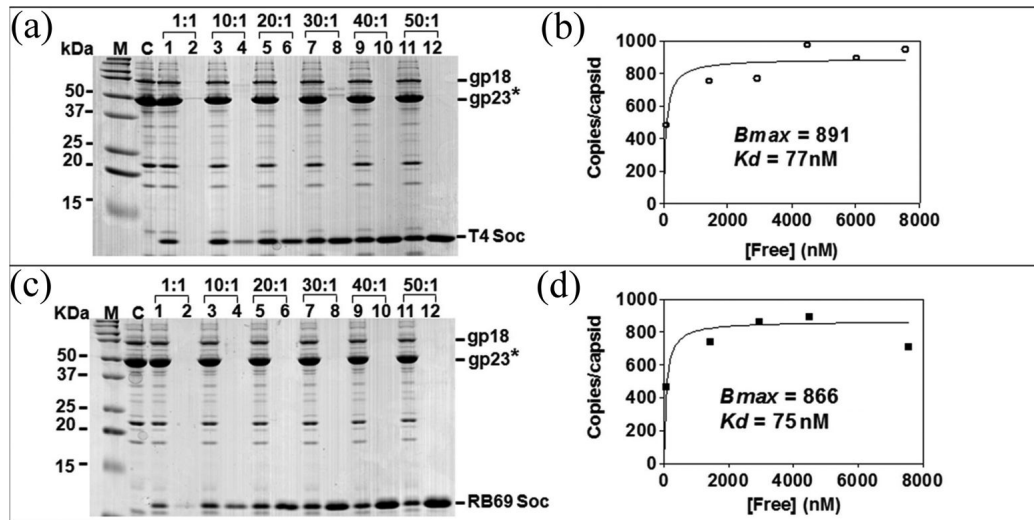 (a)
1:1 10:1 20:1 30:1 40:1 50:1
kDa M C 1 2 3 4 5 6 7 8 9 10 11 12
50
37
25
20
15
gp18
gp23*
T4 Soc
(b)
Copies/capsid
1000
800
600
400
200
0
Bmax = 891
Kd = 77nM
0 2000 4000 6000 8000
[Free] (nM)
(c)
1:1 10:1 20:1 30:1 40:1 50:1
KDa M C 1 2 3 4 5 6 7 8 9 10 11 12
50
37
25
20
15
gp18
gp23*
RB69 Soc
(d)
Copies/capsid
1000
800
600
400
200
0
Bmax = 866
Kd = 75nM
0 2000 4000 6000 8000
[Free] (nM)